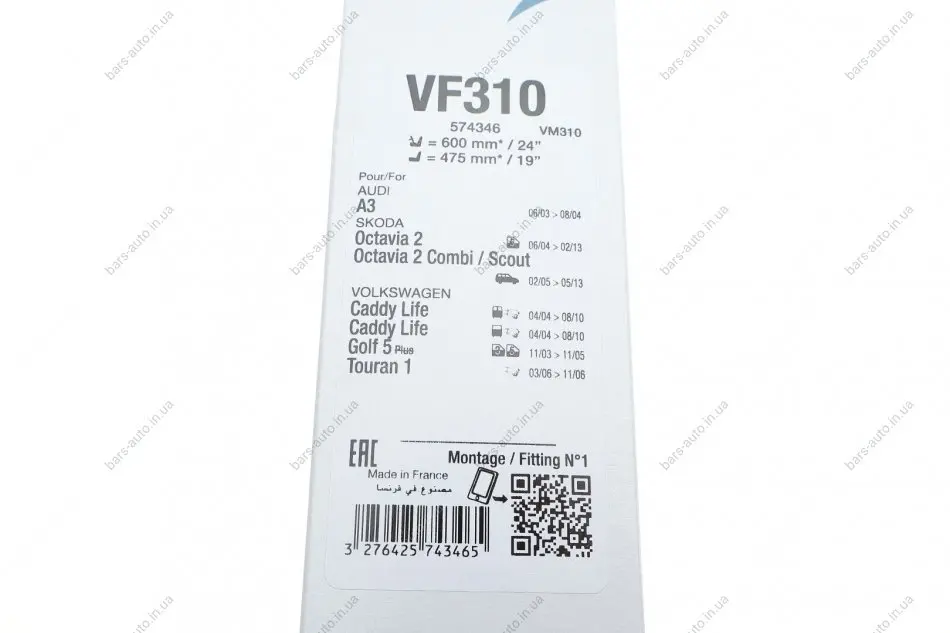 VF310
574346 VM310
= 600 mm* / 24"
= 475 mm* / 19"
Pour/For
AUDI
A3 06/03 > 08/04
SKODA
Octavia 2 06/04 > 02/13
Octavia 2 Combi / Scout
02/05 > 05/13
VOLKSWAGEN
Caddy Life 04/04 > 08/10
Caddy Life 04/04 > 08/10
Golf 5 Plus 11/03 > 11/05
Touran 1 03/06 > 11/06
EAC
Montage / Fitting N°1
Made in France
مصنوع في فرنسا
3 276425 743465
bars-auto.in.ua